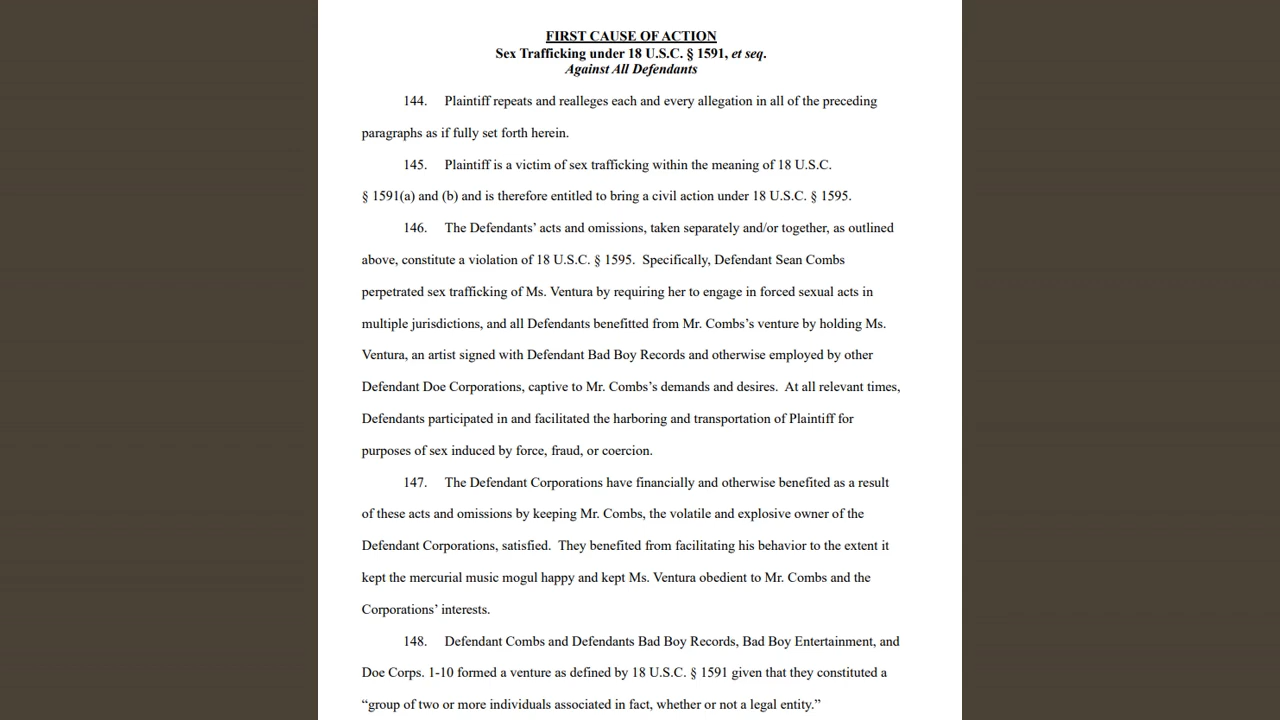 FIRST CAUSE OF ACTION
Sex Trafficking under 18 U.S.C. § 1591, et seq.
Against All Defendants
144. Plaintiff repeats and realleges each and every allegation in all of the preceding
paragraphs as if fully set forth herein.
145. Plaintiff is a victim of sex trafficking within the meaning of 18 U.S.C.
§ 1591(a) and (b) and is therefore entitled to bring a civil action under 18 U.S.C. § 1595.
146. The Defendants’ acts and omissions, taken separately and/or together, as outlined
above, constitute a violation of 18 U.S.C. § 1595. Specifically, Defendant Sean Combs
perpetrated sex trafficking of Ms. Ventura by requiring her to engage in forced sexual acts in
multiple jurisdictions, and all Defendants benefitted from Mr. Combs’s venture by holding Ms.
Ventura, an artist signed with Defendant Bad Boy Records and otherwise employed by other
Defendant Doe Corporations, captive to Mr. Combs’s demands and desires. At all relevant times,
Defendants participated in and facilitated the harboring and transportation of Plaintiff for
purposes of sex induced by force, fraud, or coercion.
147. The Defendant Corporations have financially and otherwise benefited as a result
of these acts and omissions by keeping Mr. Combs, the volatile and explosive owner of the
Defendant Corporations, satisfied. They benefited from facilitating his behavior to the extent it
kept the mercurial music mogul happy and kept Ms. Ventura obedient to Mr. Combs and the
Corporations’ interests.
148. Defendant Combs and Defendants Bad Boy Records, Bad Boy Entertainment, and
Doe Corps. 1-10 formed a venture as defined by 18 U.S.C. § 1591 given that they constituted a
“group of two or more individuals associated in fact, whether or not a legal entity.”